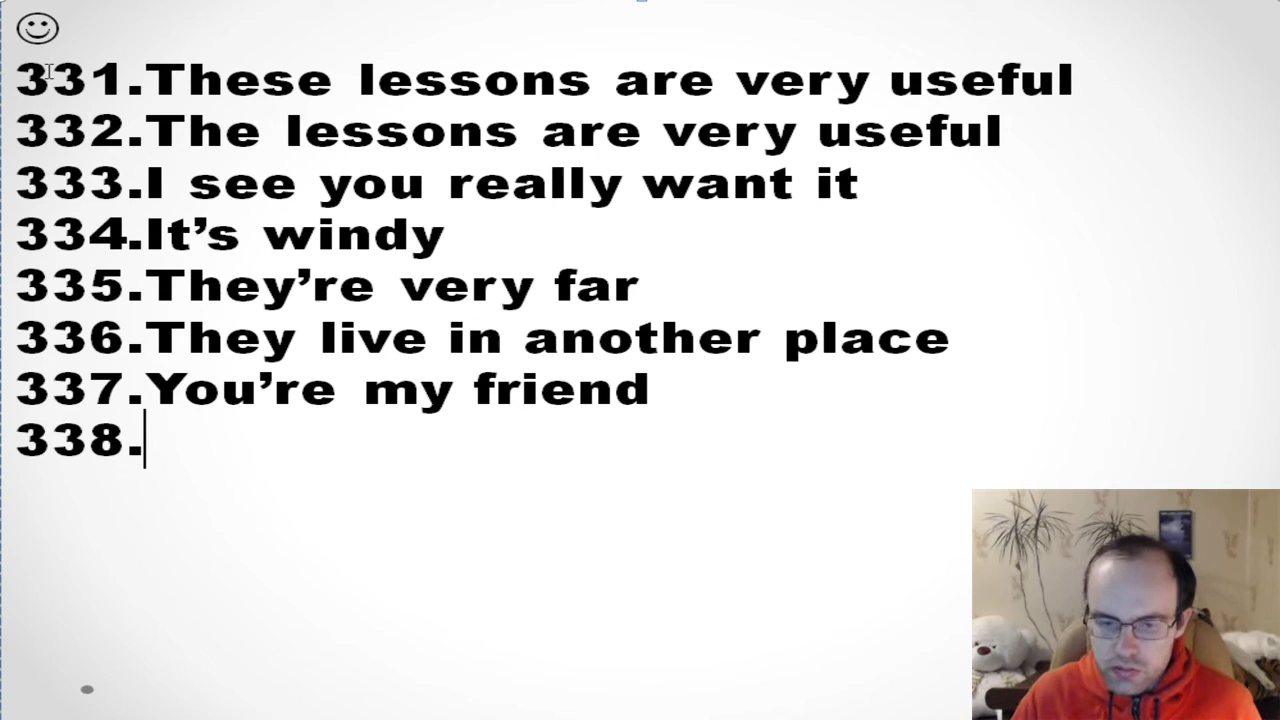 331.These lessons are very useful
332.The lessons are very useful
333.I see you really want it
334.It’s windy
335.They’re very far
336.They live in another place
337.You’re my friend
338.